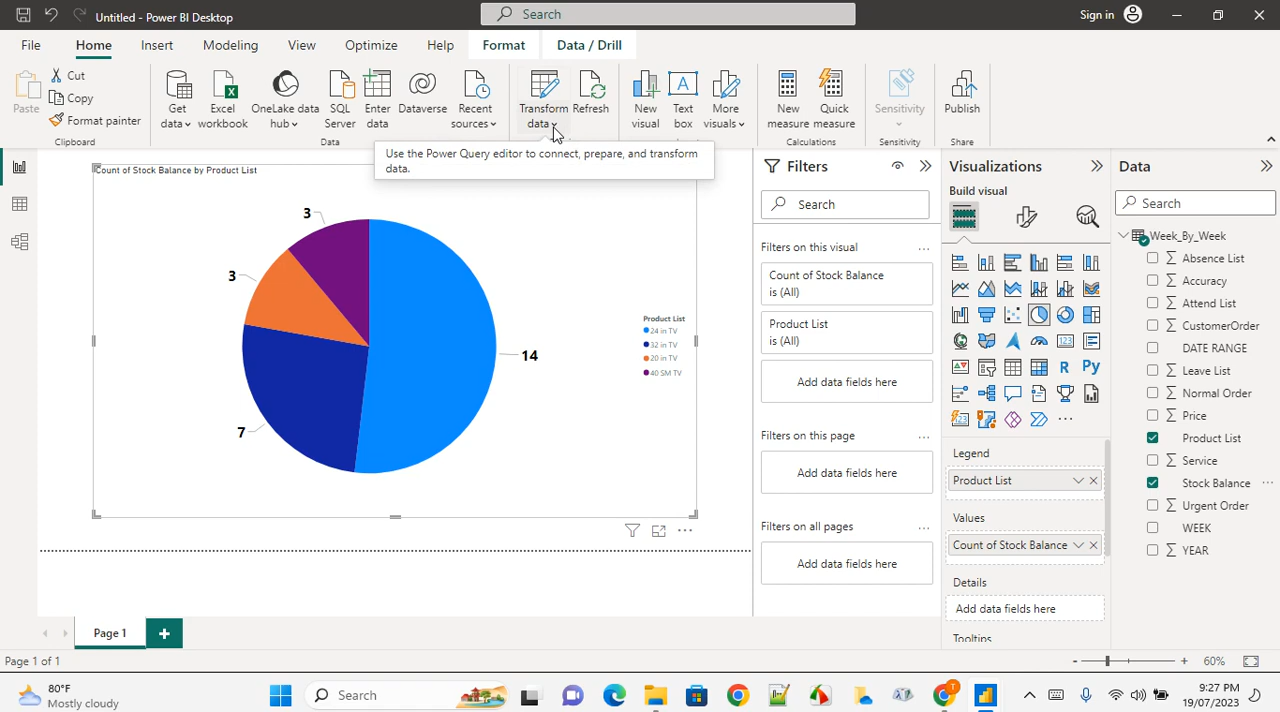 Untitled - Power BI Desktop
Search
Sign in
File
Home
Insert
Modeling
View
Optimize
Help
Format
Data / Drill
Paste
Cut
Copy
Format painter
Clipboard
Get
data
Excel
workbook
OneLake data
hub
SQL
Server
Enter
data
Dataverse
Recent
sources
Data
Transform
data
Refresh
New
visual
Text
box
More
visuals
New
measure
Quick
measure
Calculations
Sensitivity
Sensitivity
Publish
Share
Use the Power Query editor to connect, prepare, and transform
data.
Count of Stock Balance by Product List
3
3
7
14
Product List
24 in TV
32 in TV
20 in TV
40 SM TV
Filters
Search
Filters on this visual
Count of Stock Balance
is (All)
Product List
is (All)
Add data fields here
Filters on this page
Add data fields here
Filters on all pages
Add data fields here
Visualizations
Build visual
123
R
Py
Legend
Product List
Values
Count of Stock Balance
Details
Add data fields here
Tooltips
Data
Search
Week_By_Week
Absence List
Accuracy
Attend List
CustomerOrder
DATE RANGE
Leave List
Normal Order
Price
Product List
Service
Stock Balance
Urgent Order
WEEK
YEAR
Page 1
Page 1 of 1
60%
80°F
Mostly cloudy
Search
9:27 PM
19/07/2023